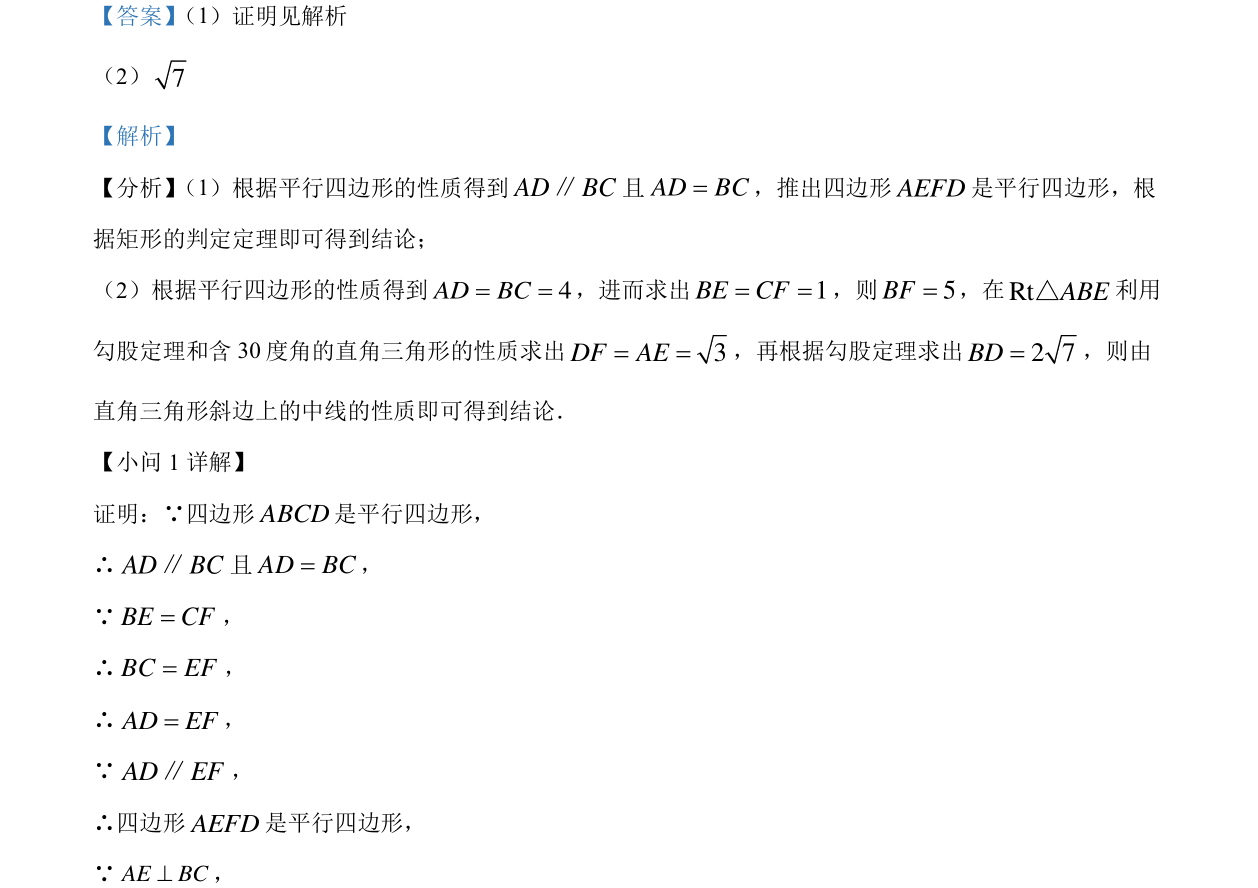 【答案】（1）证明见解析
（2）√7
【解析】
【分析】（1）根据平行四边形的性质得到 AD∥BC 且 AD = BC，推出四边形 AEFD 是平行四边形，根
据矩形的判定定理即可得到结论；
（2）根据平行四边形的性质得到 AD = BC = 4，进而求出 BE = CF =1，则 BF = 5，在 Rt△ABE 利用
勾股定理和含 30 度角的直角三角形的性质求出 DF = AE = √3，再根据勾股定理求出 BD = 2√7，则由
直角三角形斜边上的中线的性质即可得到结论.
【小问 1 详解】
证明：∵四边形 ABCD 是平行四边形，
∴ AD∥BC 且 AD = BC，
∵ BE = CF，
∴ BC = EF，
∴ AD = EF，
∵ AD∥EF，
∴四边形 AEFD 是平行四边形，
∵ AE⊥BC，